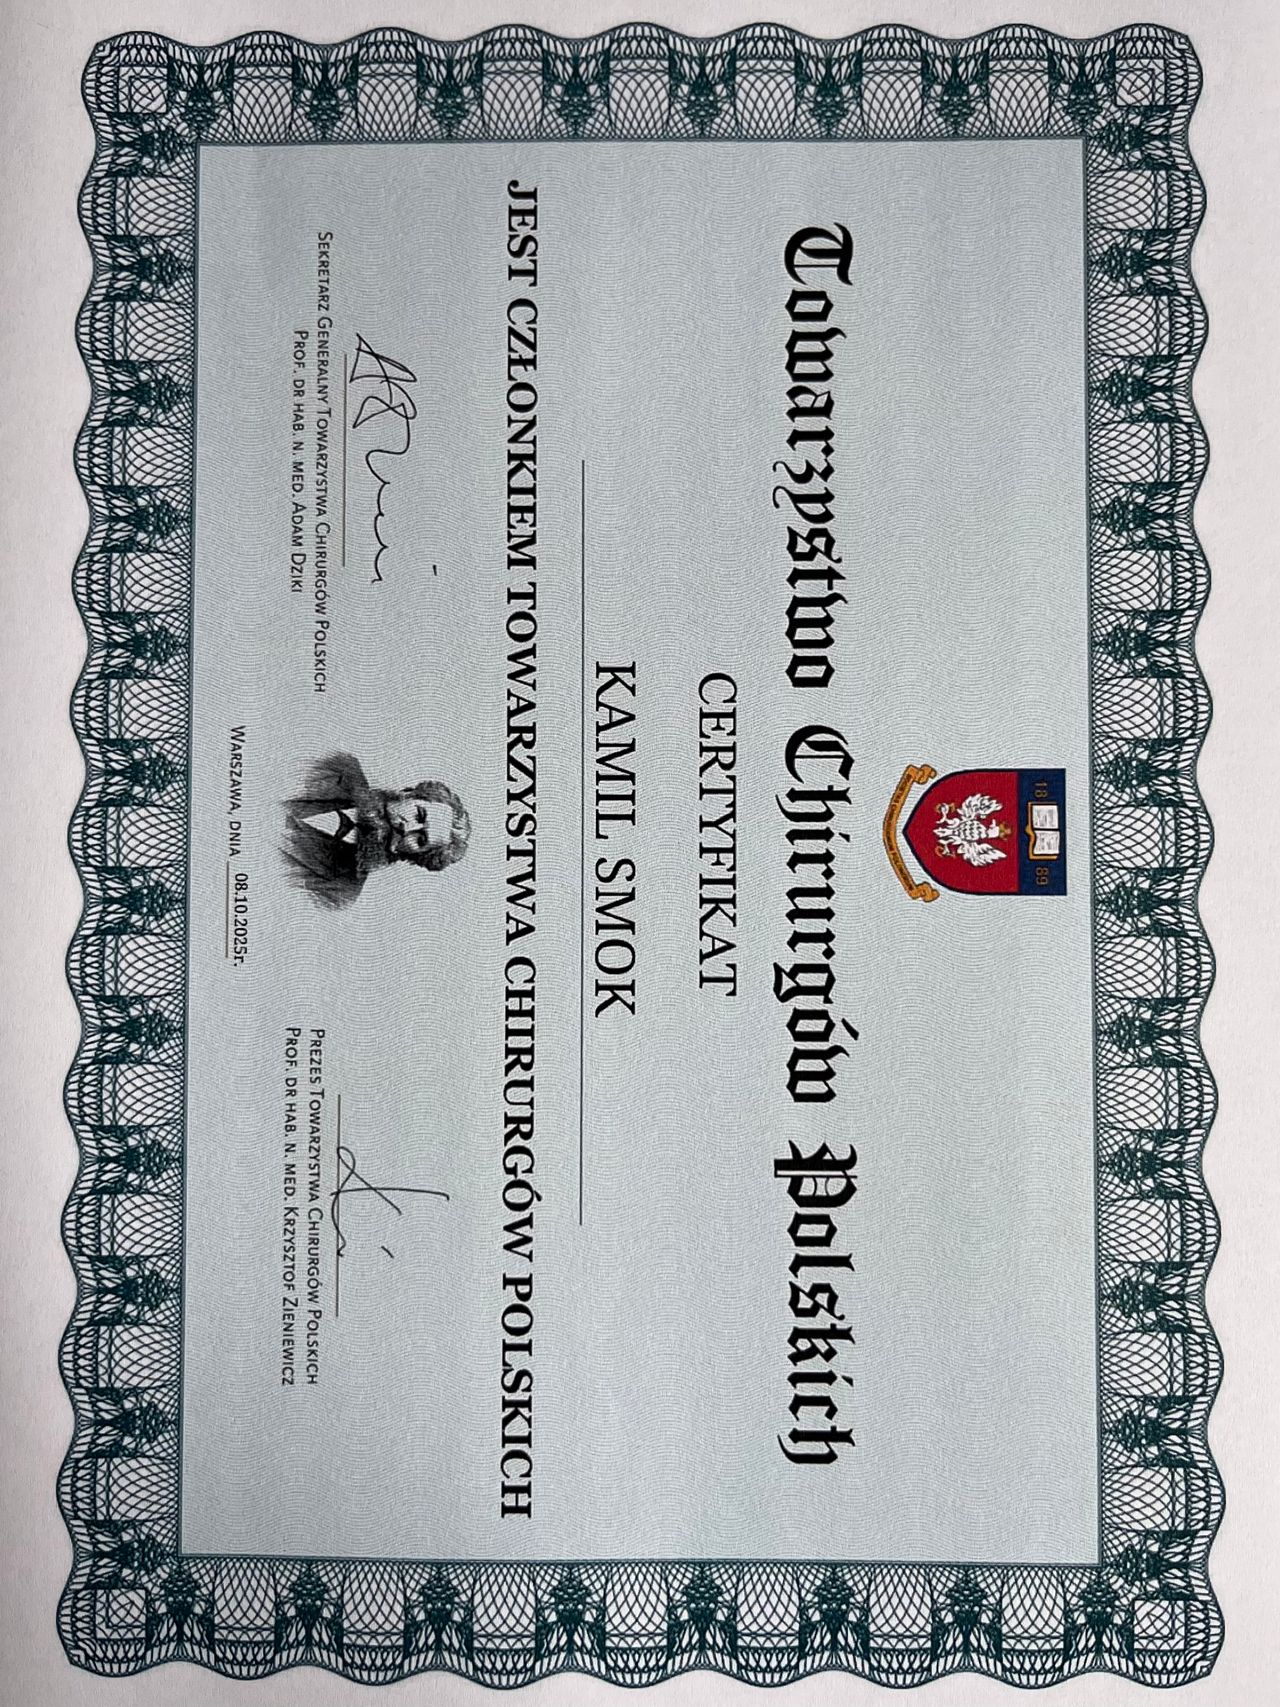 18 89
Towarzystwo Chirurgów Polskich
CERTYFIKAT
KAMIL SMOK
JEST CZŁONKIEM TOWARZYSTWA CHIRURGÓW POLSKICH
SEKRETARZ GENERALNY TOWARZYSTWA CHIRURGÓW POLSKICH
PROF. DR HAB. N. MED. ADAM DZIKI
PREZES TOWARZYSTWA CHIRURGÓW POLSKICH
PROF. DR HAB. N. MED. KRZYSZTOF ZIENIEWICZ
WARSZAWA, DNIA 08.10.2025r.